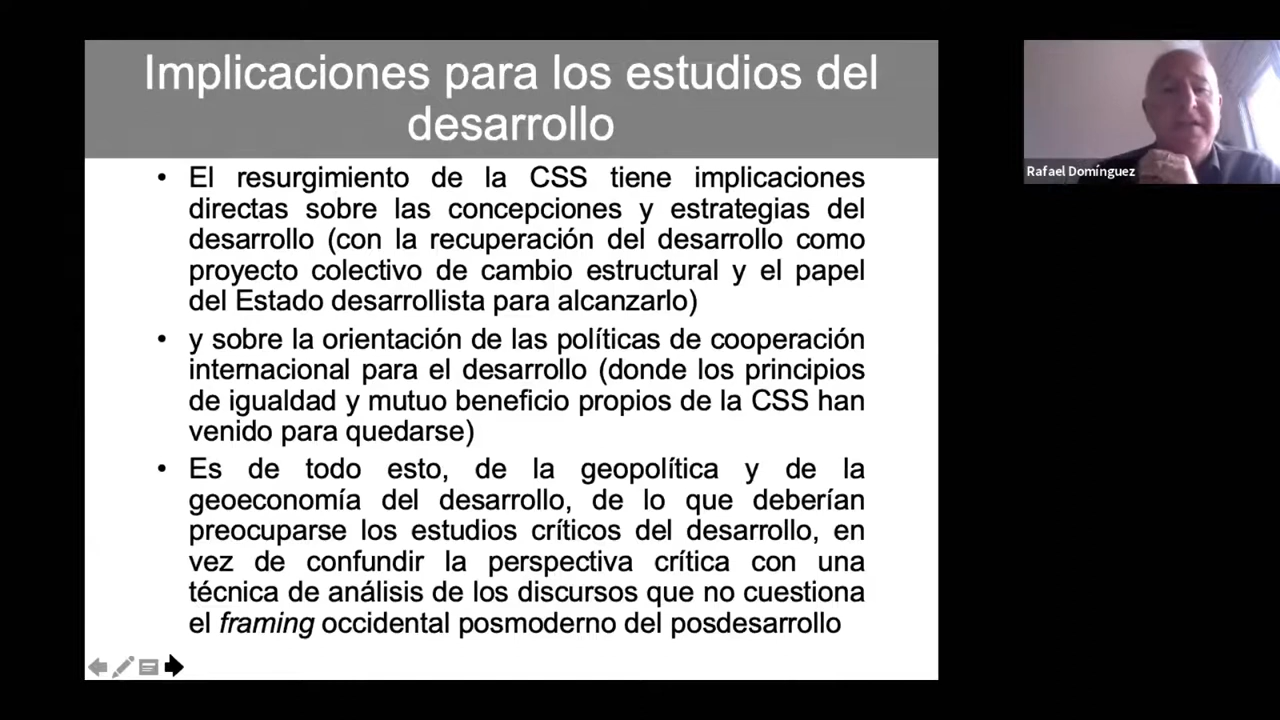 Implicaciones para los estudios del
desarrollo
• El resurgimiento de la CSS tiene implicaciones
directas sobre las concepciones y estrategias del
desarrollo (con la recuperación del desarrollo como
proyecto colectivo de cambio estructural y el papel
del Estado desarrollista para alcanzarlo)
• y sobre la orientación de las políticas de cooperación
internacional para el desarrollo (donde los principios
de igualdad y mutuo beneficio propios de la CSS han
venido para quedarse)
• Es de todo esto, de la geopolítica y de la
geoeconomía del desarrollo, de lo que deberían
preocuparse los estudios críticos del desarrollo, en
vez de confundir la perspectiva crítica con una
técnica de análisis de los discursos que no cuestiona
el framing occidental posmoderno del posdesarrollo
Rafael Domínguez